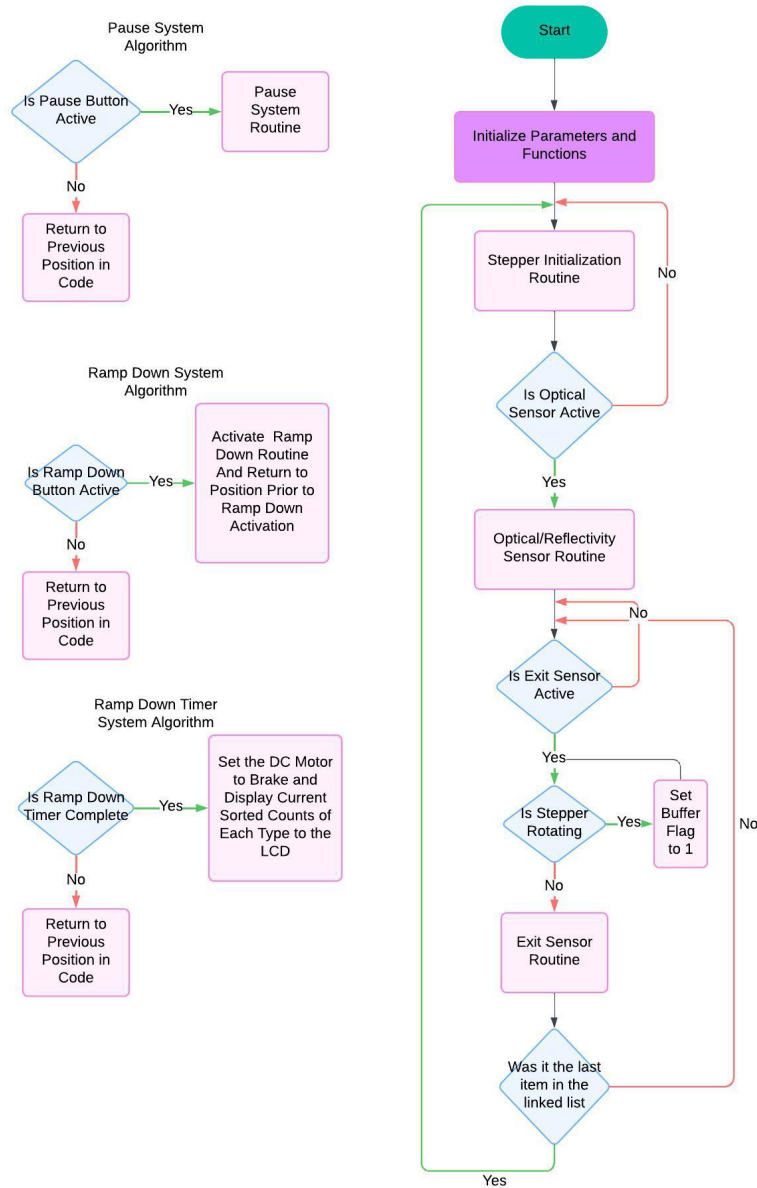 Pause System
Algorithm
Is Pause Button
Active
Yes
Pause
System
Routine
No
Return to
Previous
Position in
Code
Ramp Down System
Algorithm
Is Ramp Down
Button Active
Yes
Activate Ramp
Down Routine
And Return to
Position Prior to
Ramp Down
Activation
No
Return to
Previous
Position in
Code
Ramp Down Timer
System Algorithm
Is Ramp Down
Timer Complete
Yes
Set the DC Motor
to Brake and
Display Current
Sorted Counts of
Each Type to the
LCD
No
Return to
Previous
Position in
Code
Start
Initialize Parameters and
Functions
Stepper Initialization
Routine
No
Is Optical
Sensor Active
Yes
Optical/Reflectivity
Sensor Routine
No
Is Exit Sensor
Active
Yes
Is Stepper
Rotating
Yes
Set
Buffer
Flag
to 1
No
No
Exit Sensor
Routine
Was it the last
item in the
linked list
Yes